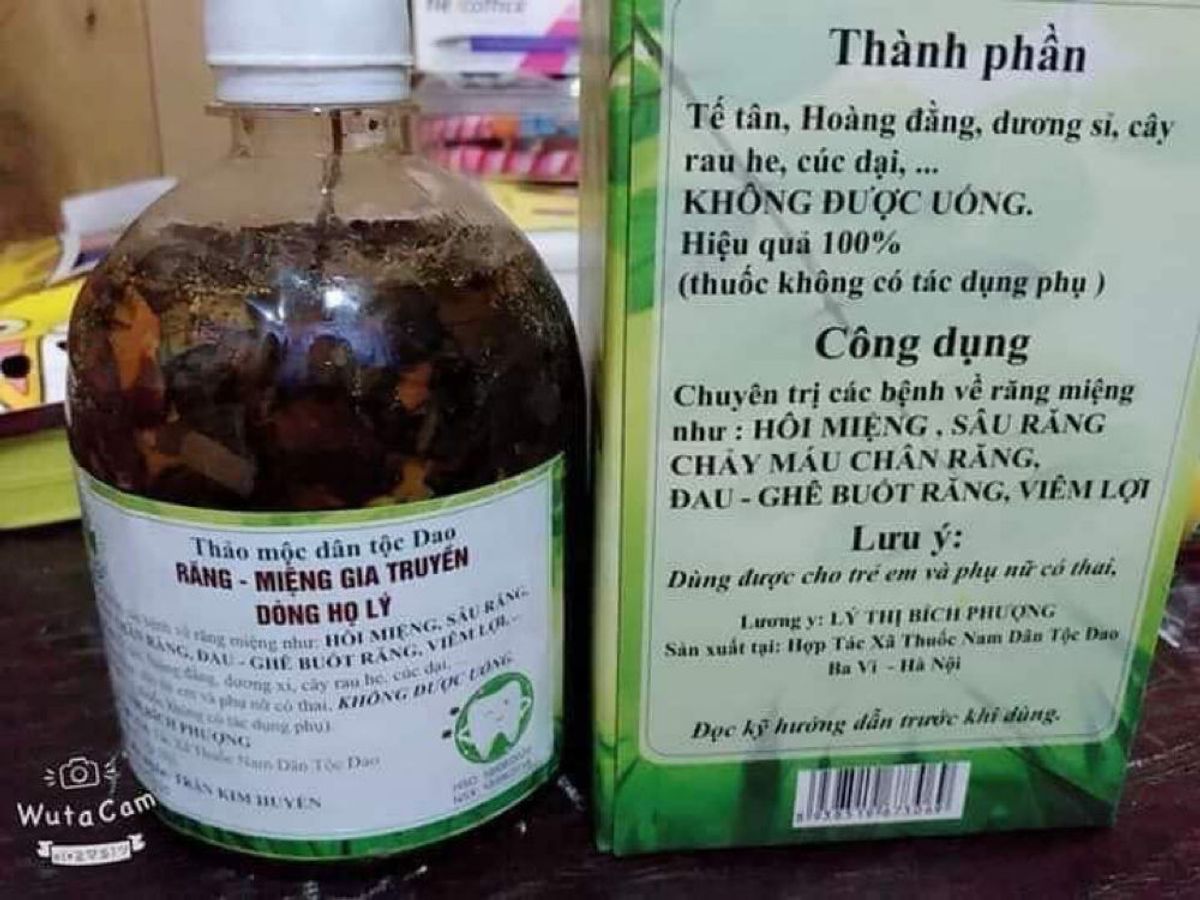 Thành phần
Tế tân, Hoàng đằng, dương sỉ, cây
rau he, cúc dại, ...
KHÔNG ĐƯỢC UỐNG.
Hiệu quả 100%
(thuốc không có tác dụng phụ )
Công dụng
Chuyên trị các bệnh về răng miệng
như : HÔI MIỆNG , SÂU RĂNG
CHẢY MÁU CHÂN RĂNG,
ĐAU - GHÊ BUỐT RĂNG, VIÊM LỢI
Lưu ý:
Dùng được cho trẻ em và phụ nữ có thai,
Lương y: LÝ THỊ BÍCH PHƯỢNG
Sản xuất tại: Hợp Tác Xã Thuốc Nam Dân Tộc Dao
Ba Vì - Hà Nội
Đọc kỹ hướng dẫn trước khi dùng.
Thảo mộc dân tộc Dao
RĂNG - MIỆNG GIA TRUYỀN
DÒNG HỌ LÝ
bệnh về răng miệng như: HÔI MIỆNG, SÂU RĂNG,
RĂNG, ĐAU - GHÊ BUỐT RĂNG, VIÊM LỢI,
đằng, dương xỉ, cây rau he, cúc dại,
em và phụ nữ có thai, KHÔNG ĐƯỢC UỐNG
không có tác dụng phụ)
BÍCH PHƯỢNG
Xã Thuốc Nam Dân Tộc Dao
TRẦN KIM HUYỀN
office
WutaCam